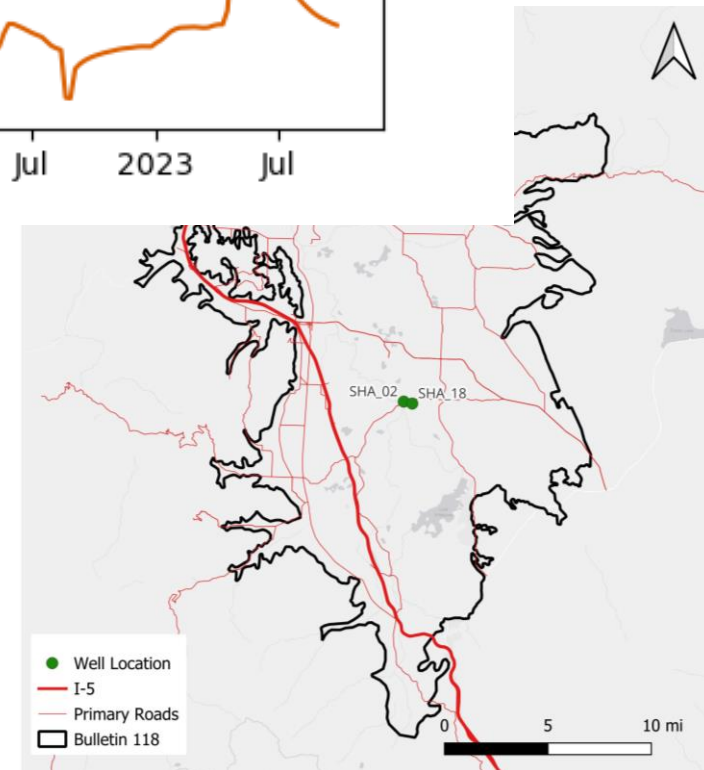 Jul 2023 Jul
SHA_02 SHA_18
Well Location
I-5
Primary Roads
Bulletin 118
0 5 10 mi